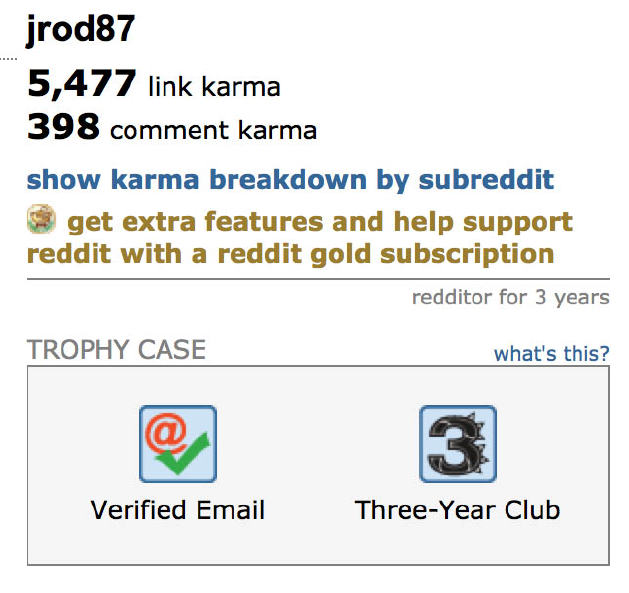 jrod87
5,477 link karma
398 comment karma
show karma breakdown by subreddit
get extra features and help support
reddit with a reddit gold subscription
redditor for 3 years
TROPHY CASE what's this?
@ 3
Verified Email Three-Year Club